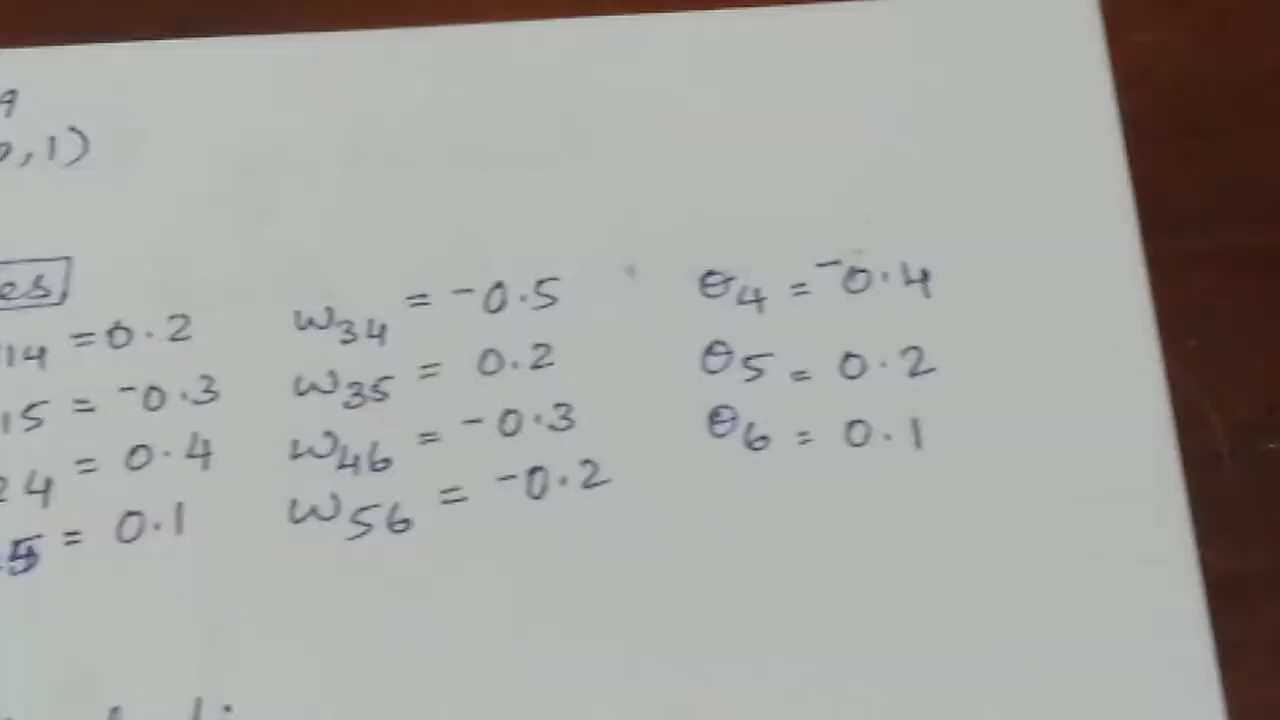 9
,1)
es
14 = 0.2 w34 = -0.5 θ4 = -0.4
15 = -0.3 w35 = 0.2 θ5 = 0.2
24 = 0.4 w46 = -0.3 θ6 = 0.1
5 = 0.1 w56 = -0.2